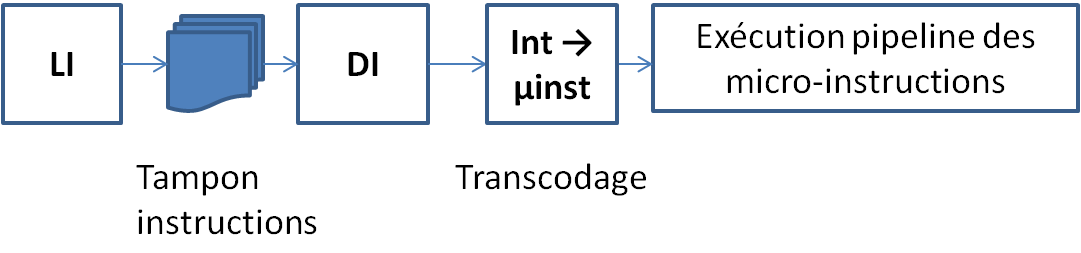 LI
DI
Int →
µinst
Exécution pipeline des
micro-instructions
Tampon
instructions
Transcodage